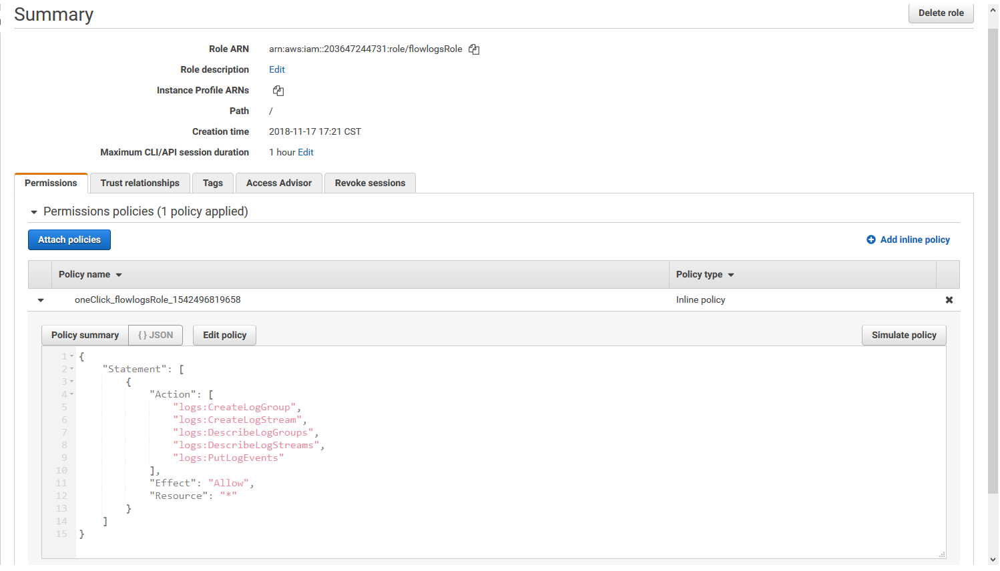 Summary
Delete role
Role ARN arn:aws:iam::203647244731:role/flowlogsRole
Role description Edit
Instance Profile ARNs
Path /
Creation time 2018-11-17 17:21 CST
Maximum CLI/API session duration 1 hour Edit
Permissions Trust relationships Tags Access Advisor Revoke sessions
Permissions policies (1 policy applied)
Attach policies Add inline policy
Policy name Policy type
oneClick_flowlogsRole_1542496819658 Inline policy
Policy summary { } JSON Edit policy Simulate policy
1 {
2 "Statement": [
3 {
4 "Action": [
5 "logs:CreateLogGroup",
6 "logs:CreateLogStream",
7 "logs:DescribeLogGroups",
8 "logs:DescribeLogStreams",
9 "logs:PutLogEvents"
10 ],
11 "Effect": "Allow",
12 "Resource": "*"
13 }
14 ]
15 }